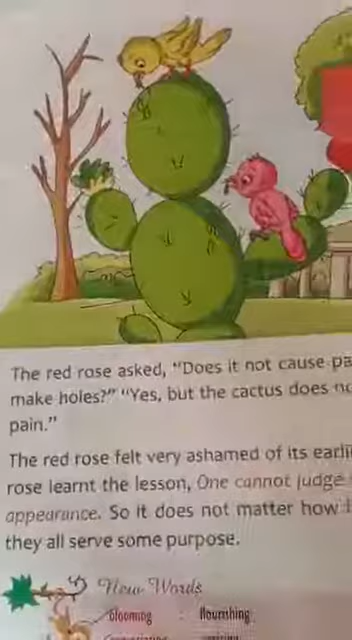 The red rose asked, "Does it not cause
make holes?" "Yes, but the cactus does
pain."
The red rose felt very ashamed of its
rose learnt the lesson, One cannot judge
appearance. So it does not matter how
they all serve some purpose.
New Words
blooming flourishing